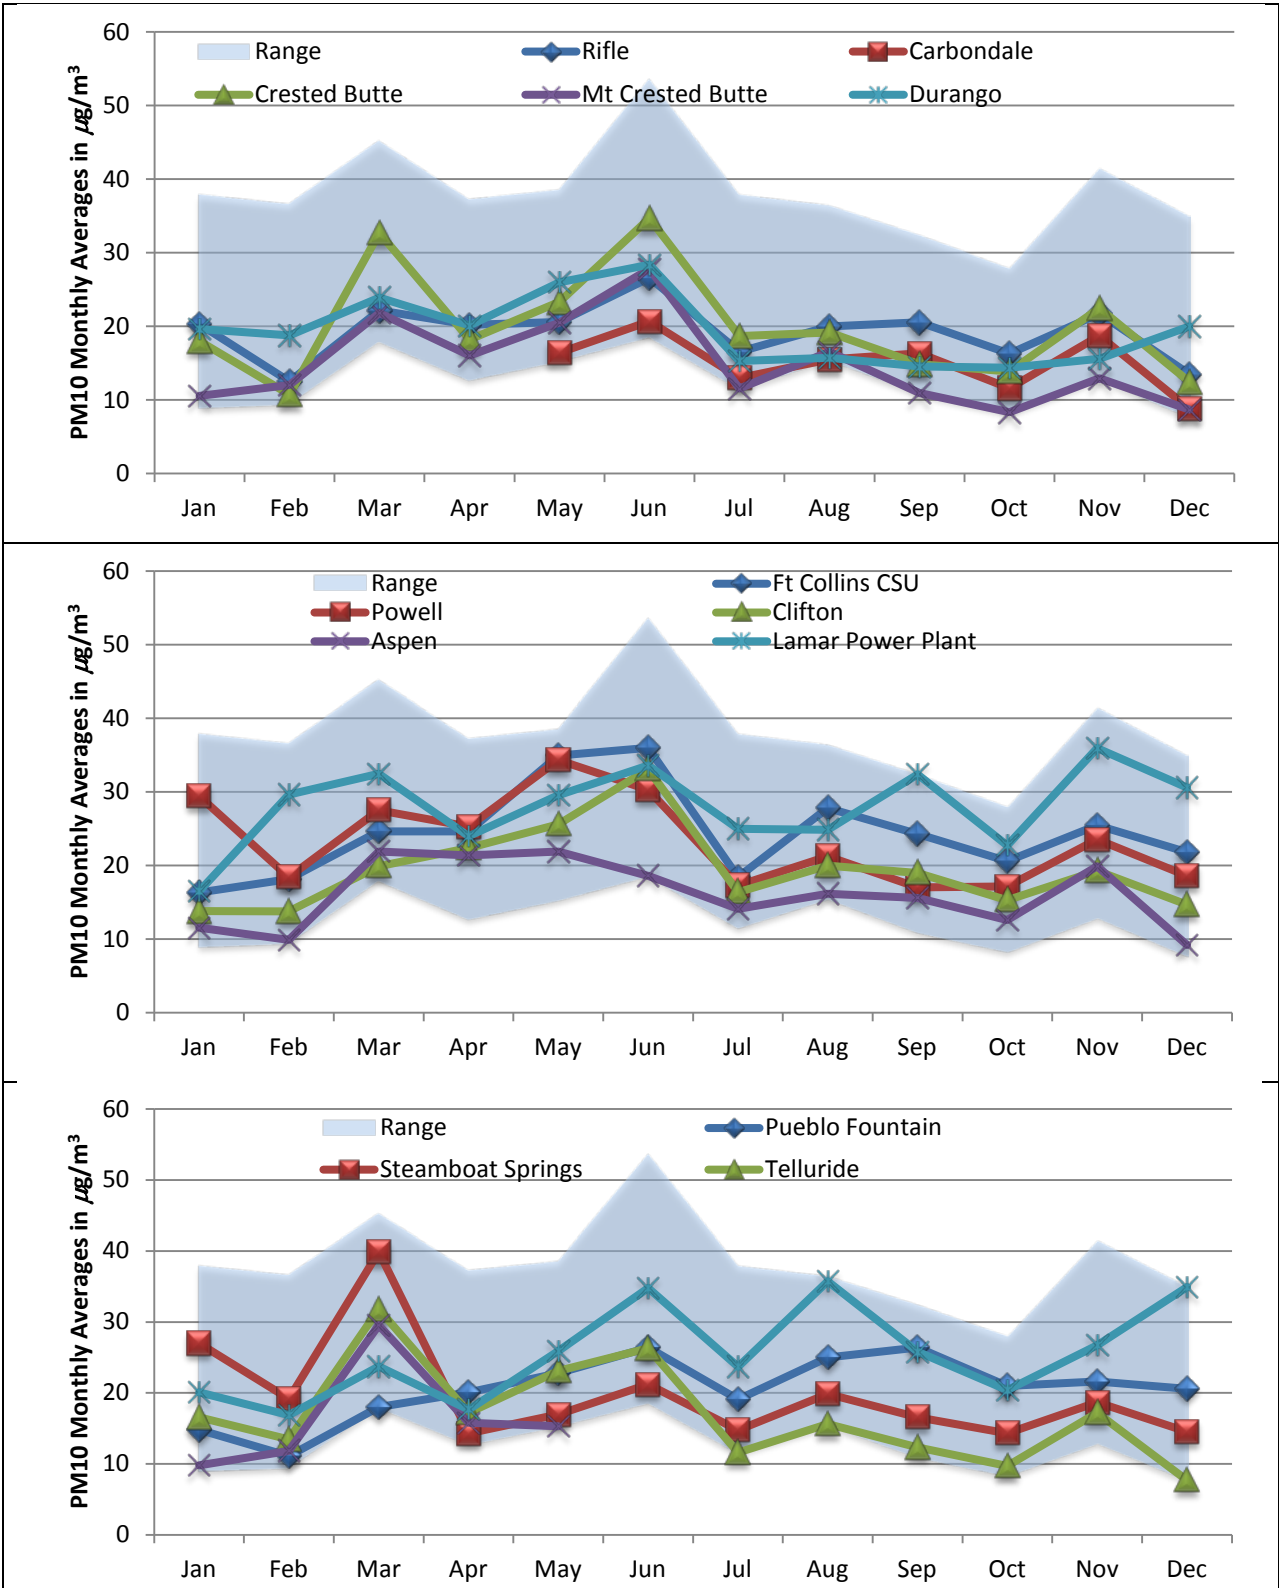 60
50
40
30
20
10
0
PM10 Monthly Averages in µg/m³
Range Rifle Carbondale
Crested Butte Mt Crested Butte Durango
Jan Feb Mar Apr May Jun Jul Aug Sep Oct Nov Dec
60
50
40
30
20
10
0
PM10 Monthly Averages in µg/m³
Range Ft Collins CSU
Powell Clifton
Aspen Lamar Power Plant
Jan Feb Mar Apr May Jun Jul Aug Sep Oct Nov Dec
60
50
40
30
20
10
0
PM10 Monthly Averages in µg/m³
Range Pueblo Fountain
Steamboat Springs Telluride
Jan Feb Mar Apr May Jun Jul Aug Sep Oct Nov Dec